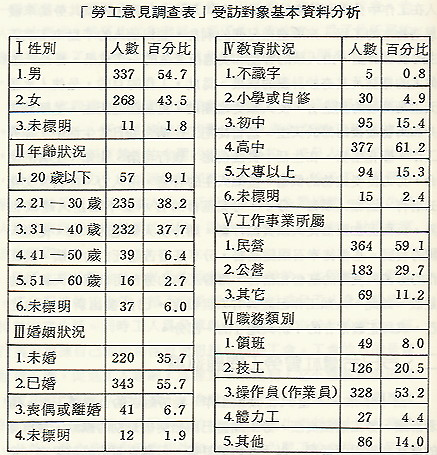 「勞工意見調查表」受訪對象基本資料分析
Ⅰ性別 人數 百分比
1.男 337 54.7
2.女 268 43.5
3.未標明 11 1.8
Ⅱ年齡狀況
1.20歲以下 57 9.1
2.21—30歲 235 38.2
3.31—40歲 232 37.7
4.41—50歲 39 6.4
5.51—60歲 16 2.7
6.未標明 37 6.0
Ⅲ婚姻狀況
1.未婚 220 35.7
2.已婚 343 55.7
3.喪偶或離婚 41 6.7
4.未標明 12 1.9
Ⅳ教育狀況 人數 百分比
1.不識字 5 0.8
2.小學或自修 30 4.9
3.初中 95 15.4
4.高中 377 61.2
5.大專以上 94 15.3
6.未標明 15 2.4
Ⅴ工作事業所屬
1.民營 364 59.1
2.公營 183 29.7
3.其它 69 11.2
Ⅵ職務類別
1.領班 49 8.0
2.技工 126 20.5
3.操作員(作業員) 328 53.2
4.體力工 27 4.4
5.其他 86 14.0